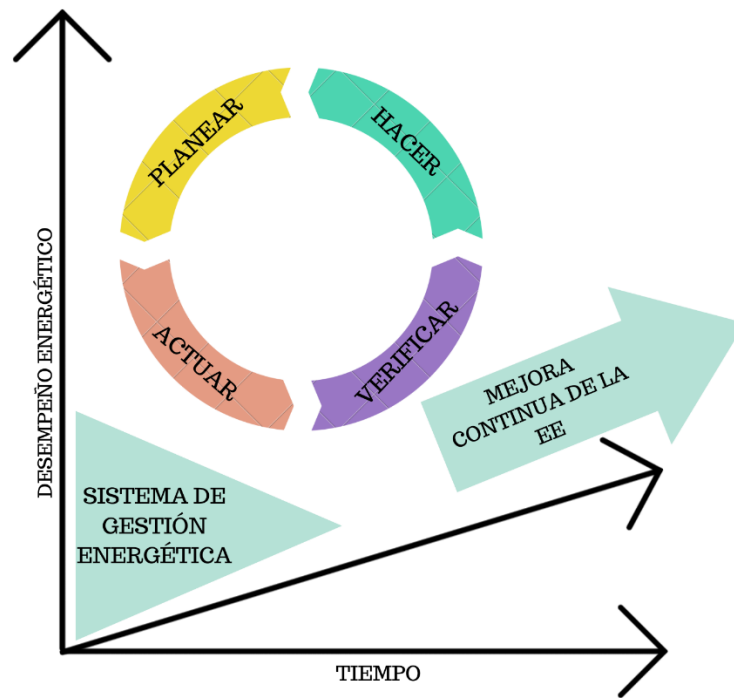 PLANEAR
HACER
ACTUAR
VERIFICAR
DESEMPEÑO ENERGÉTICO
MEJORA
CONTINUA DE LA
EE
SISTEMA DE
GESTIÓN
ENERGÉTICA
TIEMPO